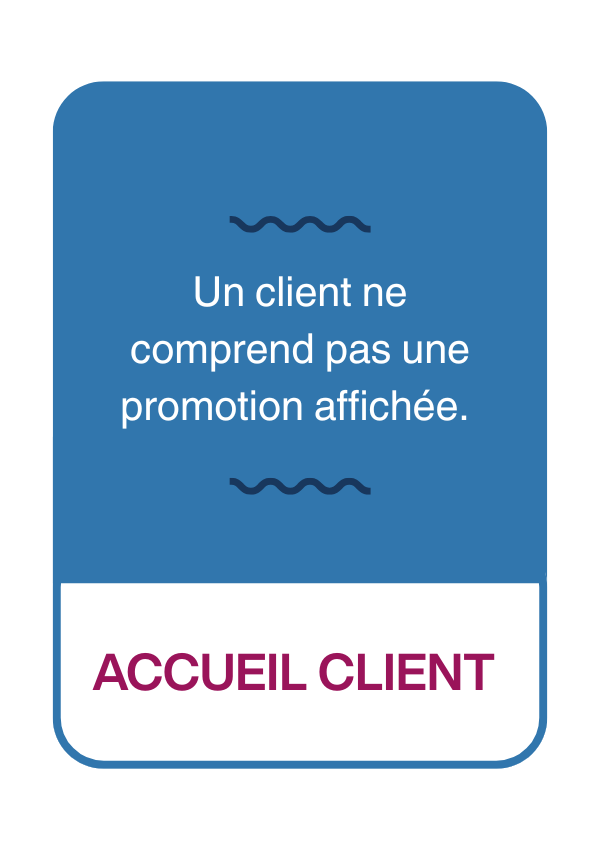 Un client ne
comprend pas une
promotion affichée.
ACCUEIL CLIENT